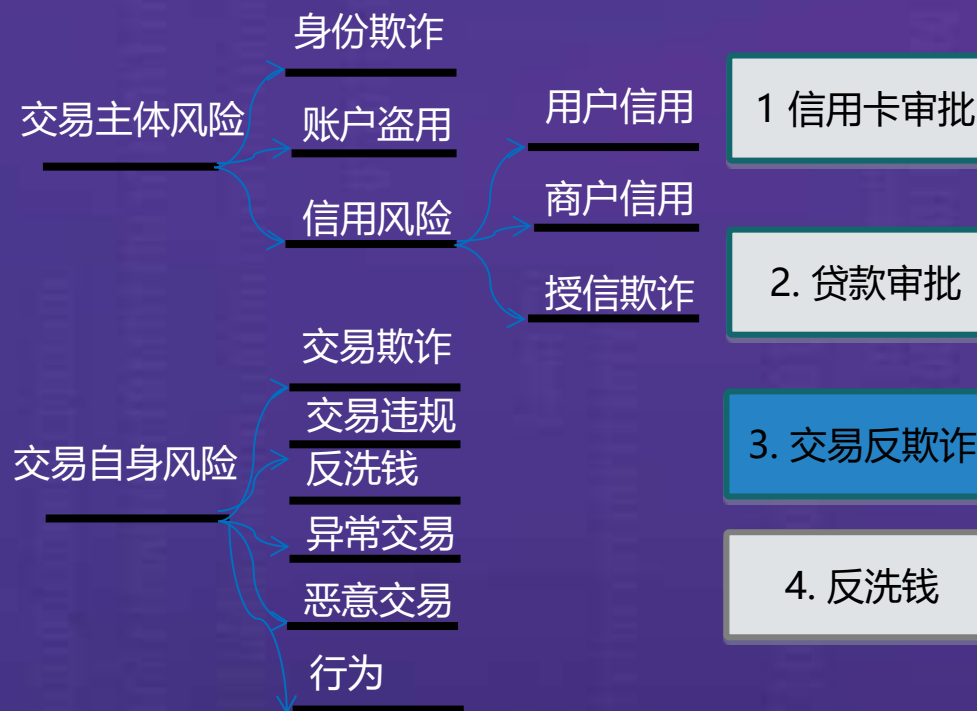 身份欺诈
交易主体风险
账户盗用
信用风险
用户信用
商户信用
授信欺诈
交易自身风险
交易欺诈
交易违规
反洗钱
异常交易
恶意交易
行为
1 信用卡审批
2. 贷款审批
3. 交易反欺诈
4. 反洗钱